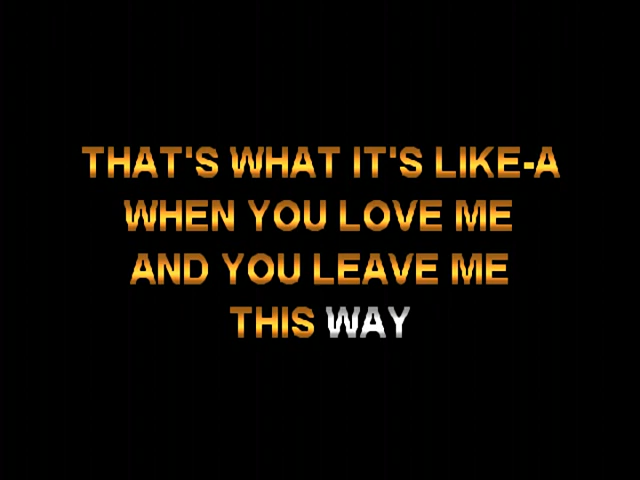 THAT'S WHAT IT'S LIKE-A
WHEN YOU LOVE ME
AND YOU LEAVE ME
THIS WAY